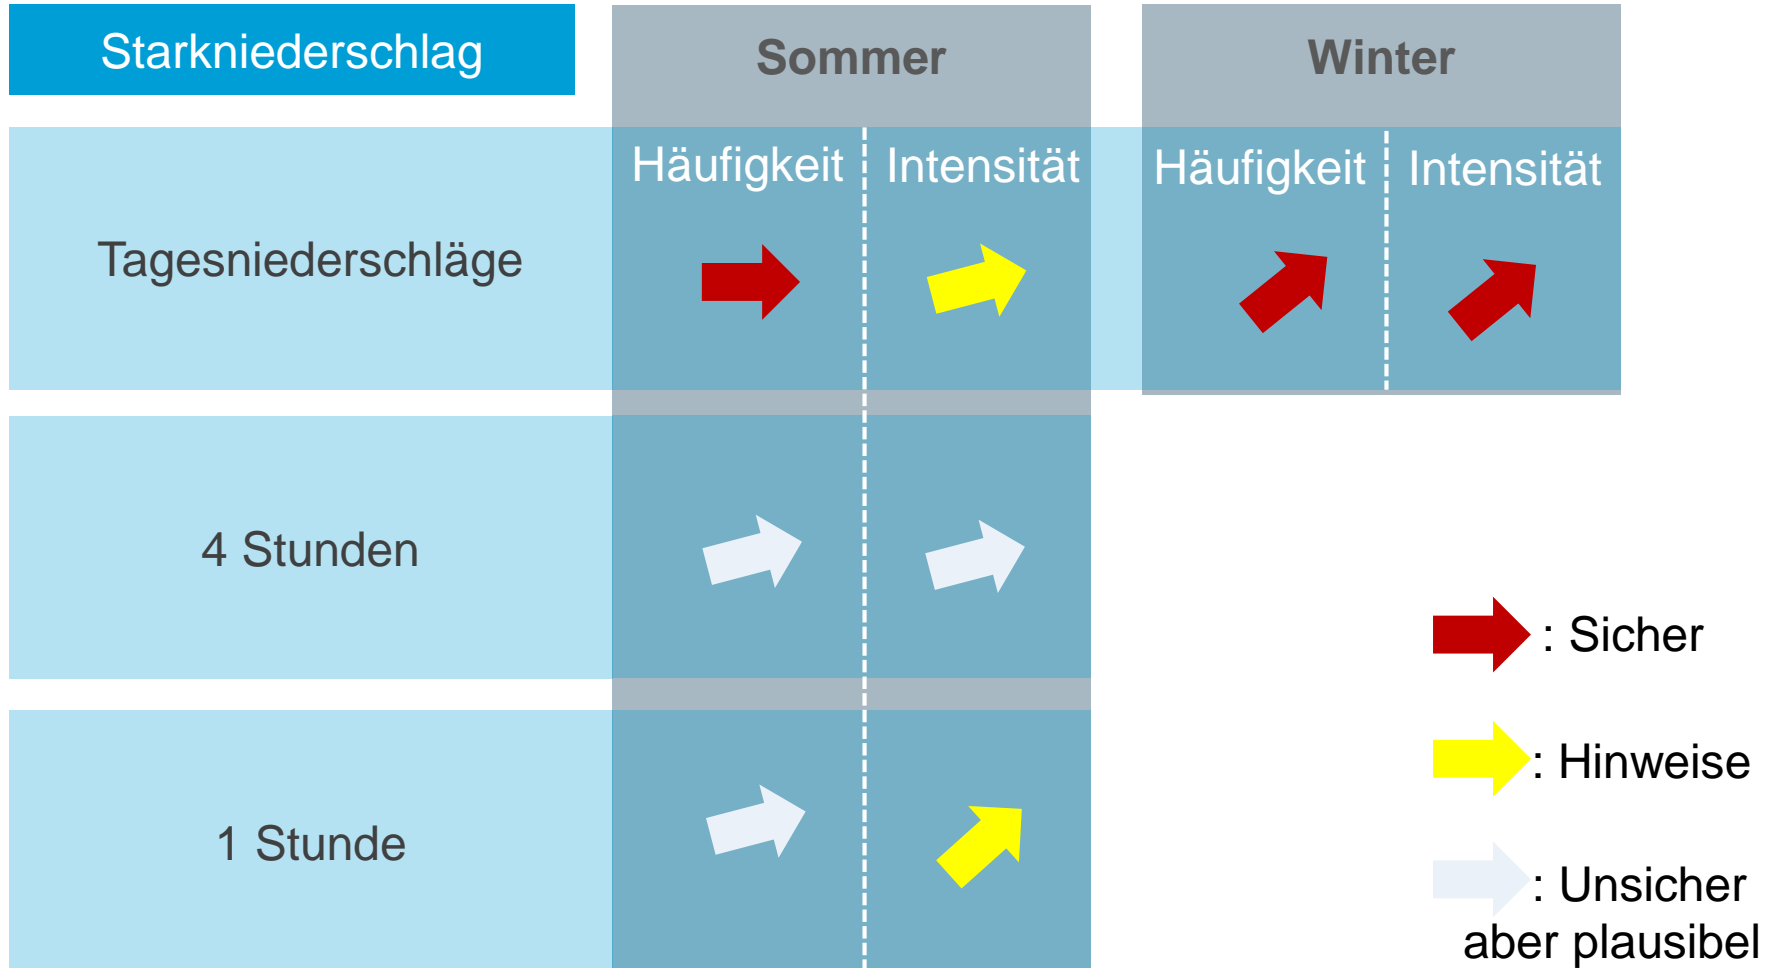 Starkniederschlag
Sommer
Winter
Häufigkeit
Intensität
Häufigkeit
Intensität
Tagesniederschläge
4 Stunden
1 Stunde
: Sicher
: Hinweise
: Unsicher
aber plausibel